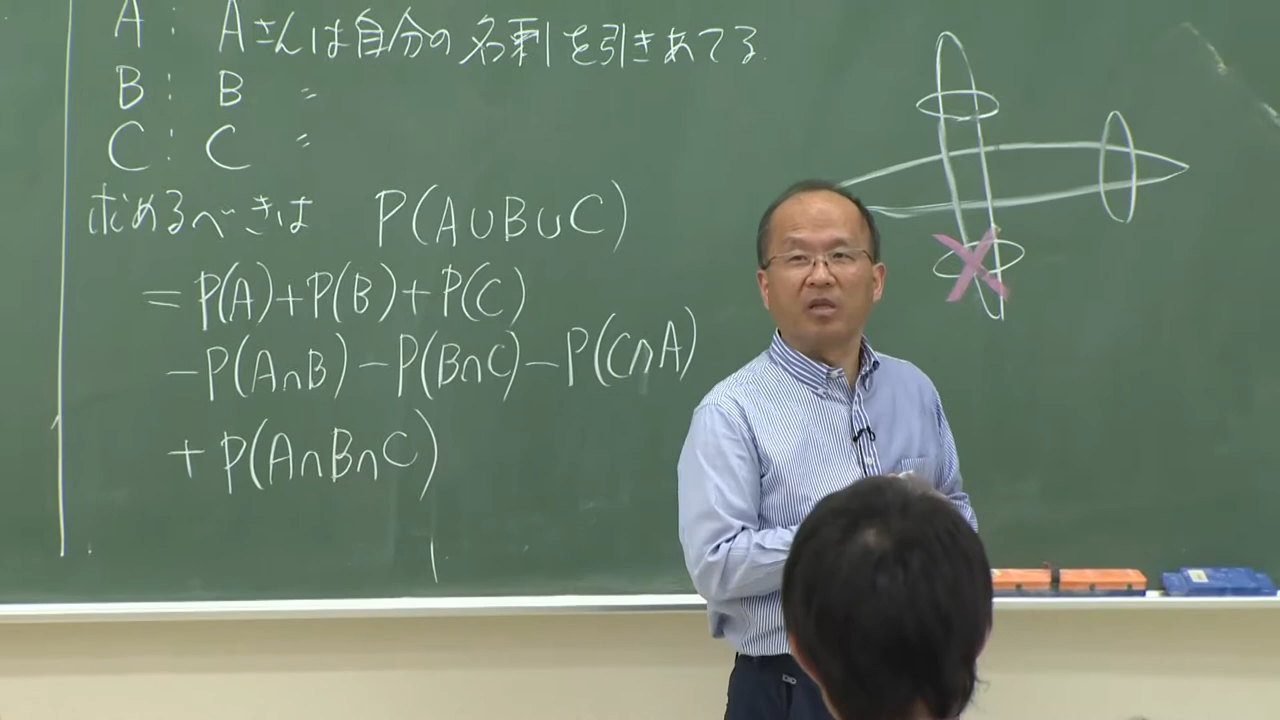 A: Aさんは自分の名刺を引きあてる
B: B 〃
C: C 〃
求めるべきは P(A∪B∪C)
=P(A)+P(B)+P(C)
-P(A∩B)-P(B∩C)-P(C∩A)
+P(A∩B∩C)